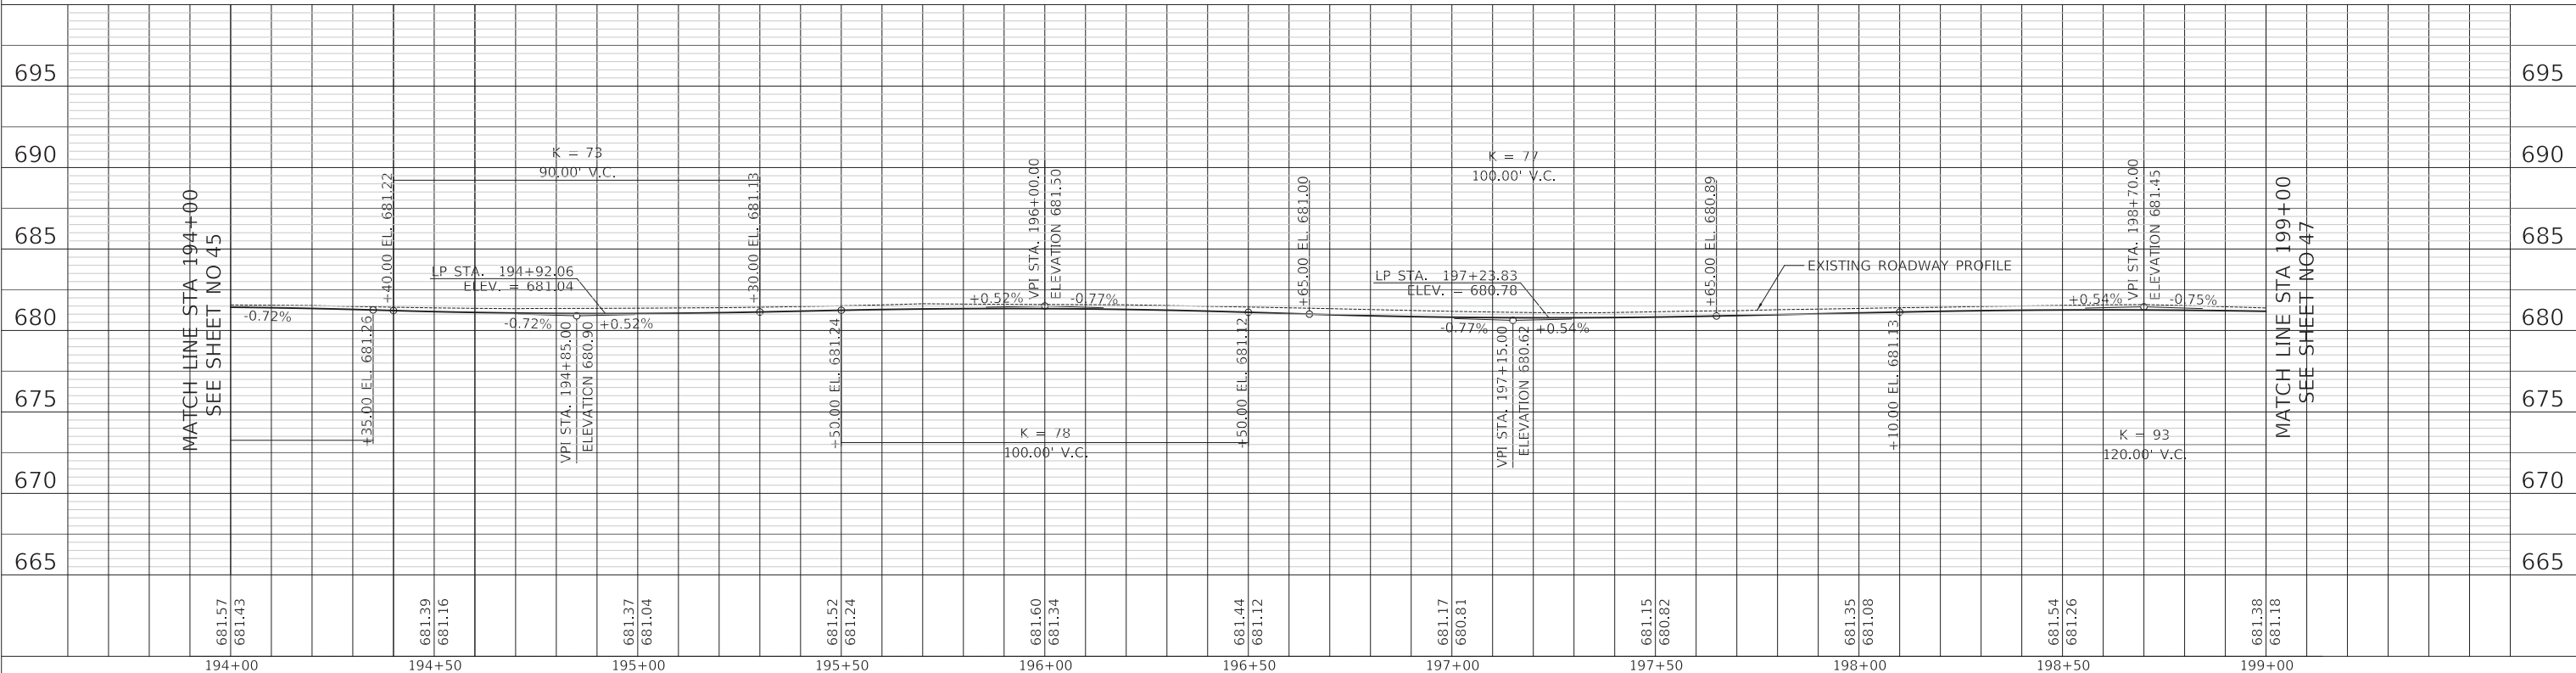 695
690
685
680
675
670
665
MATCH LINE STA 194+00
SEE SHEET NO 45
-0.72%
+35.00 EL. 681.26
+40.00 EL. 681.22
K = 73
90.00' V.C.
LP STA. 194+92.06
ELEV. = 681.04
-0.72%
+0.52%
VPI STA. 194+85.00
ELEVATION 680.90
+30.00 EL. 681.13
+50.00 EL. 681.24
K = 78
100.00' V.C.
VPI STA. 196+00.00
ELEVATION 681.50
+0.52%
-0.77%
+50.00 EL. 681.12
+65.00 EL. 681.00
K = 77
100.00' V.C.
LP STA. 197+23.83
ELEV. = 680.78
-0.77%
+0.54%
VPI STA. 197+15.00
ELEVATION 680.62
+65.00 EL. 680.89
EXISTING ROADWAY PROFILE
+10.00 EL. 681.13
VPI STA. 198+70.00
ELEVATION 681.45
+0.54%
-0.75%
K = 93
120.00' V.C.
MATCH LINE STA 199+00
SEE SHEET NO 47
695
690
685
680
675
670
665
681.57
681.43
681.39
681.16
681.37
681.04
681.52
681.24
681.60
681.34
681.44
681.12
681.17
680.81
681.15
680.82
681.35
681.08
681.54
681.26
681.38
681.18
194+00
194+50
195+00
195+50
196+00
196+50
197+00
197+50
198+00
198+50
199+00